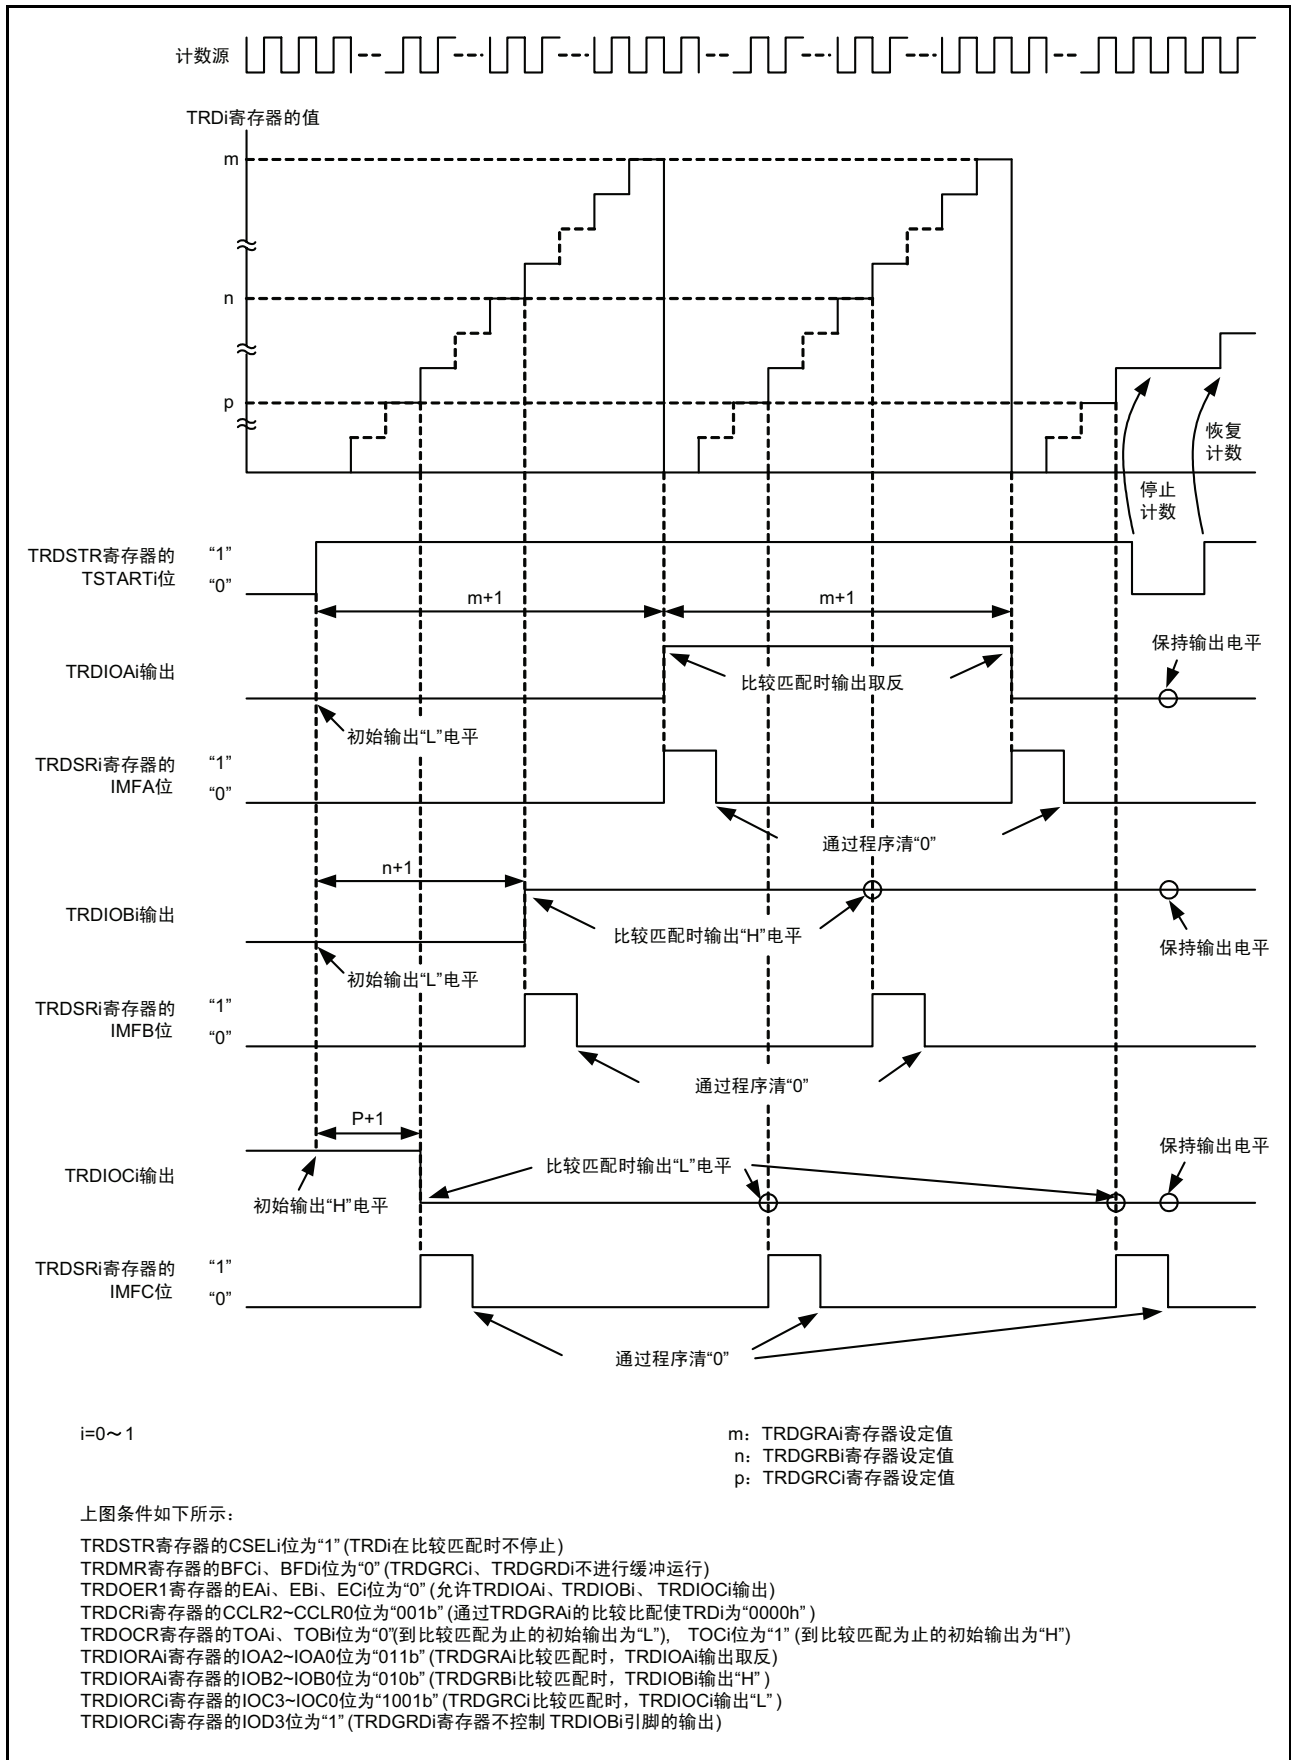 计数源
TRDi寄存器的值
m
n
p
恢复
计数
停止
计数
TRDSTR寄存器的
TSTARTi位
“1”
“0”
m+1
m+1
保持输出电平
TRDIOAi输出
比较匹配时输出取反
初始输出“L”电平
TRDSRi寄存器的
IMFA位
“1”
“0”
通过程序清“0”
n+1
TRDIOBi输出
比较匹配时输出“H”电平
保持输出电平
初始输出“L”电平
TRDSRi寄存器的
IMFB位
“1”
“0”
通过程序清“0”
P+1
保持输出电平
TRDIOCi输出
比较匹配时输出“L”电平
初始输出“H”电平
TRDSRi寄存器的
IMFC位
“1”
“0”
通过程序清“0”
i=0～1
m：TRDGRAi寄存器设定值
n：TRDGRBi寄存器设定值
p：TRDGRCi寄存器设定值
上图条件如下所示：
TRDSTR寄存器的CSELi位为“1” (TRDi在比较匹配时不停止)
TRDMR寄存器的BFCi、BFDi位为“0” (TRDGRCi、TRDGRDi不进行缓冲运行)
TRDOER1寄存器的EAi、EBi、ECi位为“0” (允许TRDIOAi、TRDIOBi、 TRDIOCi输出)
TRDCRi寄存器的CCLR2~CCLR0位为“001b” (通过TRDGRAi的比较比配使TRDi为“0000h” )
TRDOCR寄存器的TOAi、TOBi位为“0”(到比较匹配为止的初始输出为“L”)， TOCi位为“1” (到比较匹配为止的初始输出为“H”)
TRDIORAi寄存器的IOA2~IOA0位为“011b” (TRDGRAi比较匹配时，TRDIOAi输出取反)
TRDIORAi寄存器的IOB2~IOB0位为“010b” (TRDGRBi比较匹配时，TRDIOBi输出“H” )
TRDIORCi寄存器的IOC3~IOC0位为“1001b” (TRDGRCi比较匹配时，TRDIOCi输出“L” )
TRDIORCi寄存器的IOD3位为“1” (TRDGRDi寄存器不控制 TRDIOBi引脚的输出)